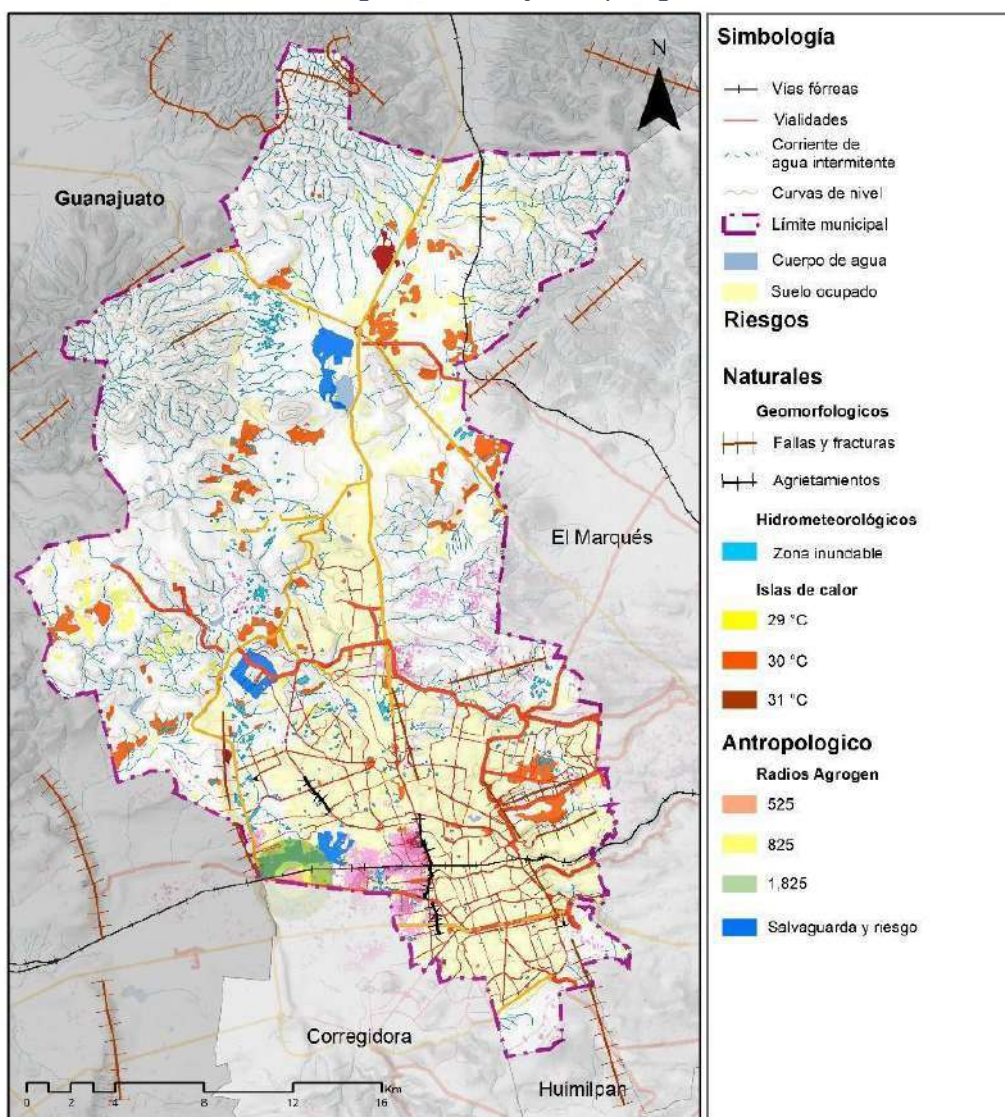 N
Guanajuato
El Marqués
Corregidora
Huimilpan
Km
0 2 4 8 12 16
Simbología
Vías férreas
Vialidades
Corriente de
agua intermitente
Curvas de nivel
Límite municipal
Cuerpo de agua
Suelo ocupado
Riesgos
Naturales
Geomorfologicos
Fallas y fracturas
Agrietamientos
Hidrometeorológicos
Zona inundable
Islas de calor
29 °C
30 °C
31 °C
Antropologico
Radios Agrogen
525
825
1,825
Salvaguarda y riesgo